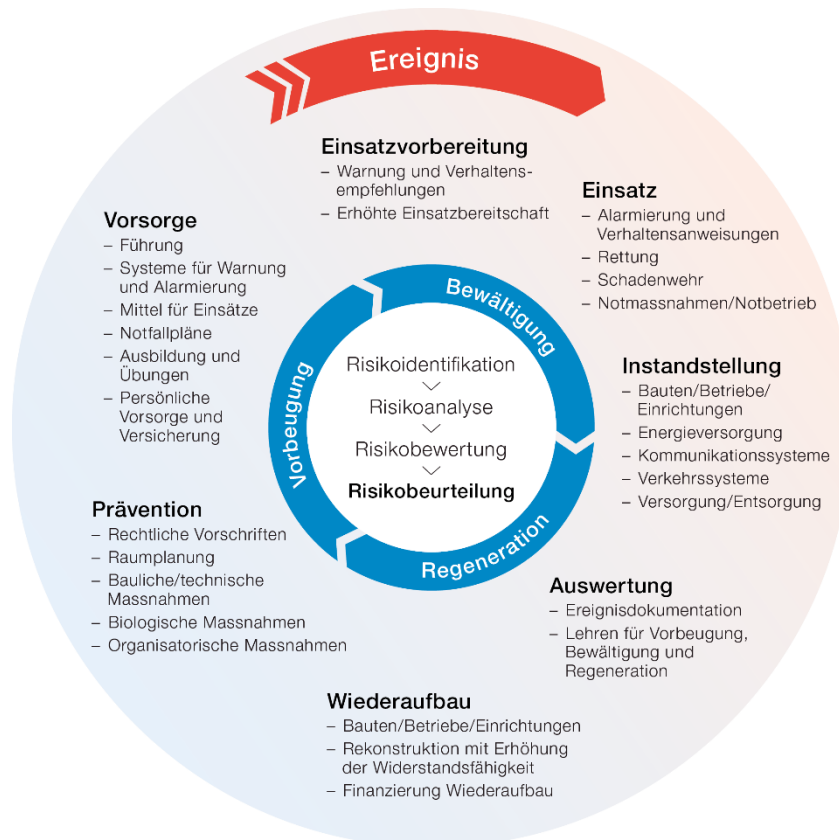 Ereignis
Einsatzvorbereitung
– Warnung und Verhaltens-
empfehlungen
– Erhöhte Einsatzbereitschaft
Einsatz
– Alarmierung und
Verhaltensanweisungen
– Rettung
– Schadenwehr
– Notmassnahmen/Notbetrieb
Vorsorge
– Führung
– Systeme für Warnung
und Alarmierung
– Mittel für Einsätze
– Notfallpläne
– Ausbildung und
Übungen
– Persönliche
Vorsorge und
Versicherung
Bewältigung
Vorbeugung
Regeneration
Risikoidentifikation
Risikoanalyse
Risikobewertung
Risikobeurteilung
Instandstellung
– Bauten/Betriebe/
Einrichtungen
– Energieversorgung
– Kommunikationssysteme
– Verkehrssysteme
– Versorgung/Entsorgung
Prävention
– Rechtliche Vorschriften
– Raumplanung
– Bauliche/technische
Massnahmen
– Biologische Massnahmen
– Organisatorische Massnahmen
Auswertung
– Ereignisdokumentation
– Lehren für Vorbeugung,
Bewältigung und
Regeneration
Wiederaufbau
– Bauten/Betriebe/Einrichtungen
– Rekonstruktion mit Erhöhung
der Widerstandsfähigkeit
– Finanzierung Wiederaufbau